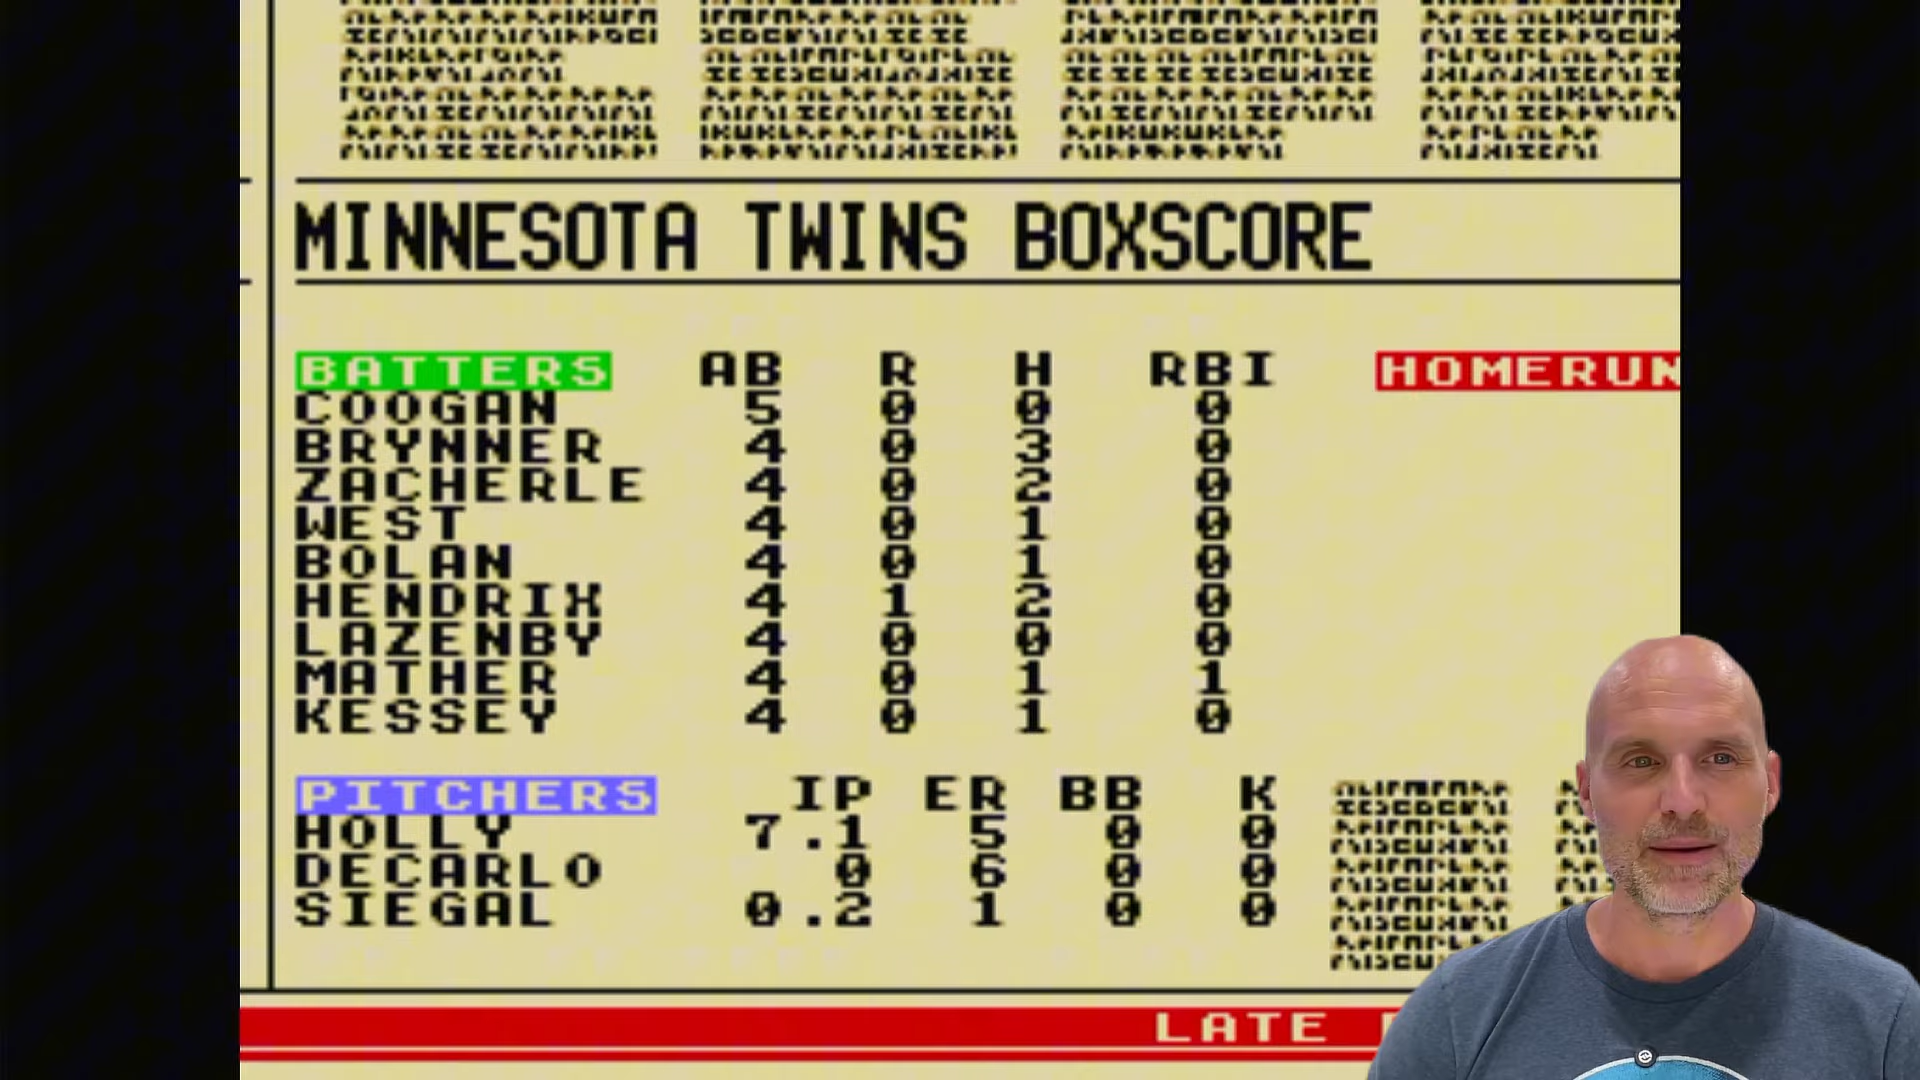 MINNESOTA TWINS BOXSCORE
BATTERS AB R H RBI HOMERUN
COOGAN 5 0 0 0
BRYNNER 4 0 3 0
ZACHERLE 4 0 2 0
WEST 4 0 1 0
BOLAN 4 0 1 0
HENDRIX 4 1 2 0
LAZENBY 4 0 0 0
MATHER 4 0 1 1
KESSEY 4 0 1 0
PITCHERS IP ER BB K
HOLLY 7.1 5 0 0
DECARLO 0 6 0 0
SIEGAL 0.2 1 0 0
LATE